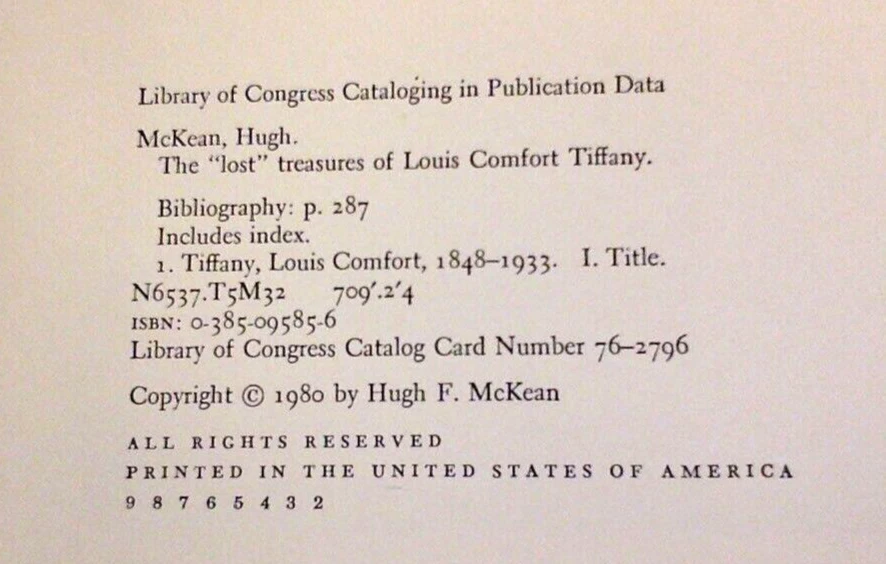 Library of Congress Cataloging in Publication Data
McKean, Hugh.
The “lost” treasures of Louis Comfort Tiffany.
Bibliography: p. 287
Includes index.
1. Tiffany, Louis Comfort, 1848–1933. I. Title.
N6537.T5M32 709′.2′4
ISBN: 0-385-09585-6
Library of Congress Catalog Card Number 76–2796
Copyright © 1980 by Hugh F. McKean
ALL RIGHTS RESERVED
PRINTED IN THE UNITED STATES OF AMERICA
9 8 7 6 5 4 3 2